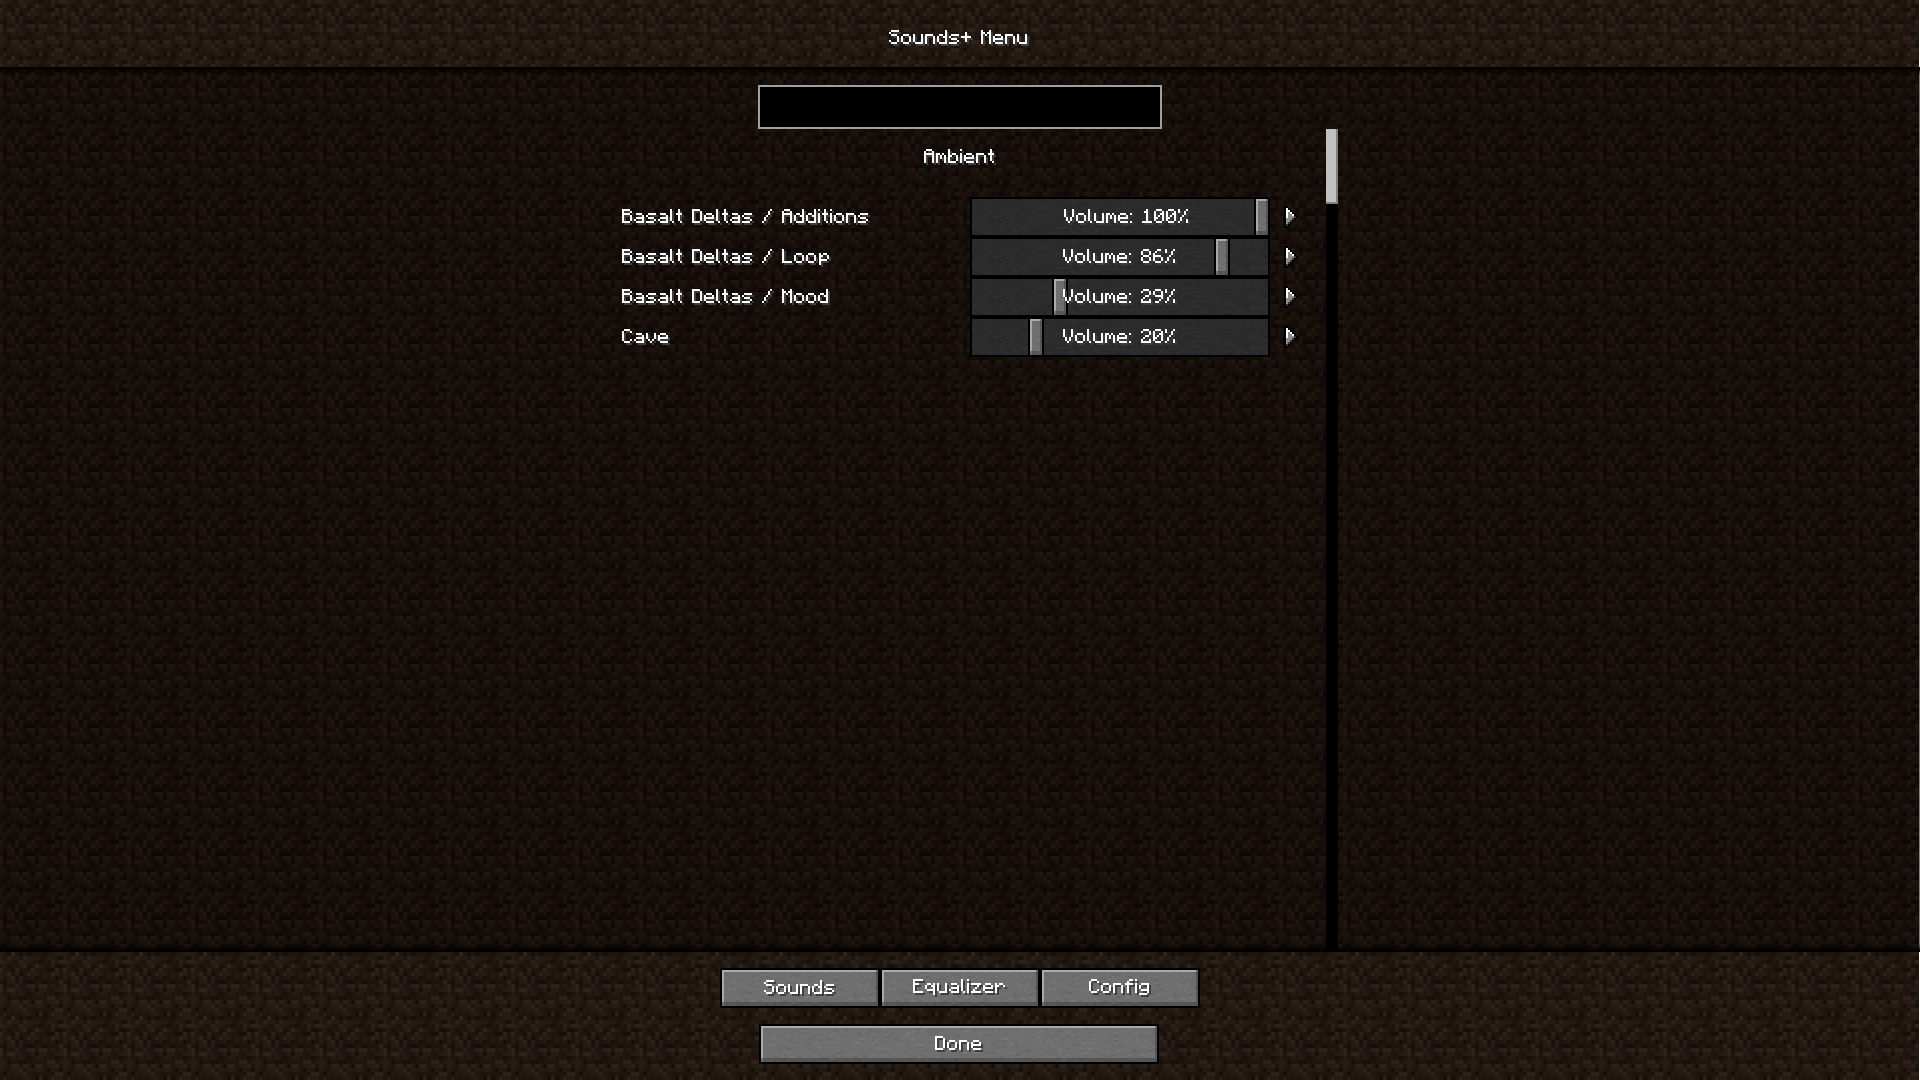 Sounds+ Menu
Ambient
Basalt Deltas / Additions Volume: 100%
Basalt Deltas / Loop Volume: 86%
Basalt Deltas / Mood Volume: 29%
Cave Volume: 20%
Sounds Equalizer Config
Done